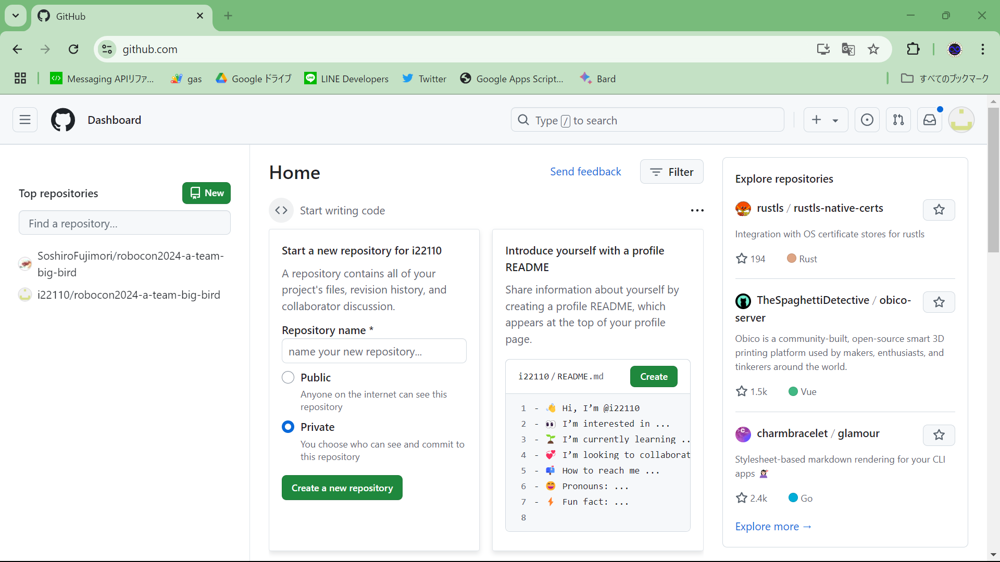 GitHub
github.com
Messaging APIリファ...
gas
Google ドライブ
LINE Developers
Twitter
Google Apps Script...
Bard
すべてのブックマーク
Dashboard
Type / to search
Top repositories
New
Find a repository...
SoshiroFujimori/robocon2024-a-team-
big-bird
i22110/robocon2024-a-team-big-bird
Home
Send feedback
Filter
Start writing code
Start a new repository for i22110
A repository contains all of your
project's files, revision history, and
collaborator discussion.
Repository name *
name your new repository...
Public
Anyone on the internet can see this
repository
Private
You choose who can see and commit to
this repository
Create a new repository
Introduce yourself with a profile
README
Share information about yourself by
creating a profile README, which
appears at the top of your profile
page.
i22110 / README.md
Create
1 - 👋 Hi, I’m @i22110
2 - 👀 I’m interested in ...
3 - 🌱 I’m currently learning ..
4 - 💞️ I’m looking to collaborat
5 - 📫 How to reach me ...
6 - 😄 Pronouns: ...
7 - ⚡ Fun fact: ...
8
Explore repositories
rustls / rustls-native-certs
Integration with OS certificate stores for rustls
194
Rust
TheSpaghettiDetective / obico-
server
Obico is a community-built, open-source smart 3D
printing platform used by makers, enthusiasts, and
tinkerers around the world.
1.5k
Vue
charmbracelet / glamour
Stylesheet-based markdown rendering for your CLI
apps 💇🏻‍♀️
2.4k
Go
Explore more →